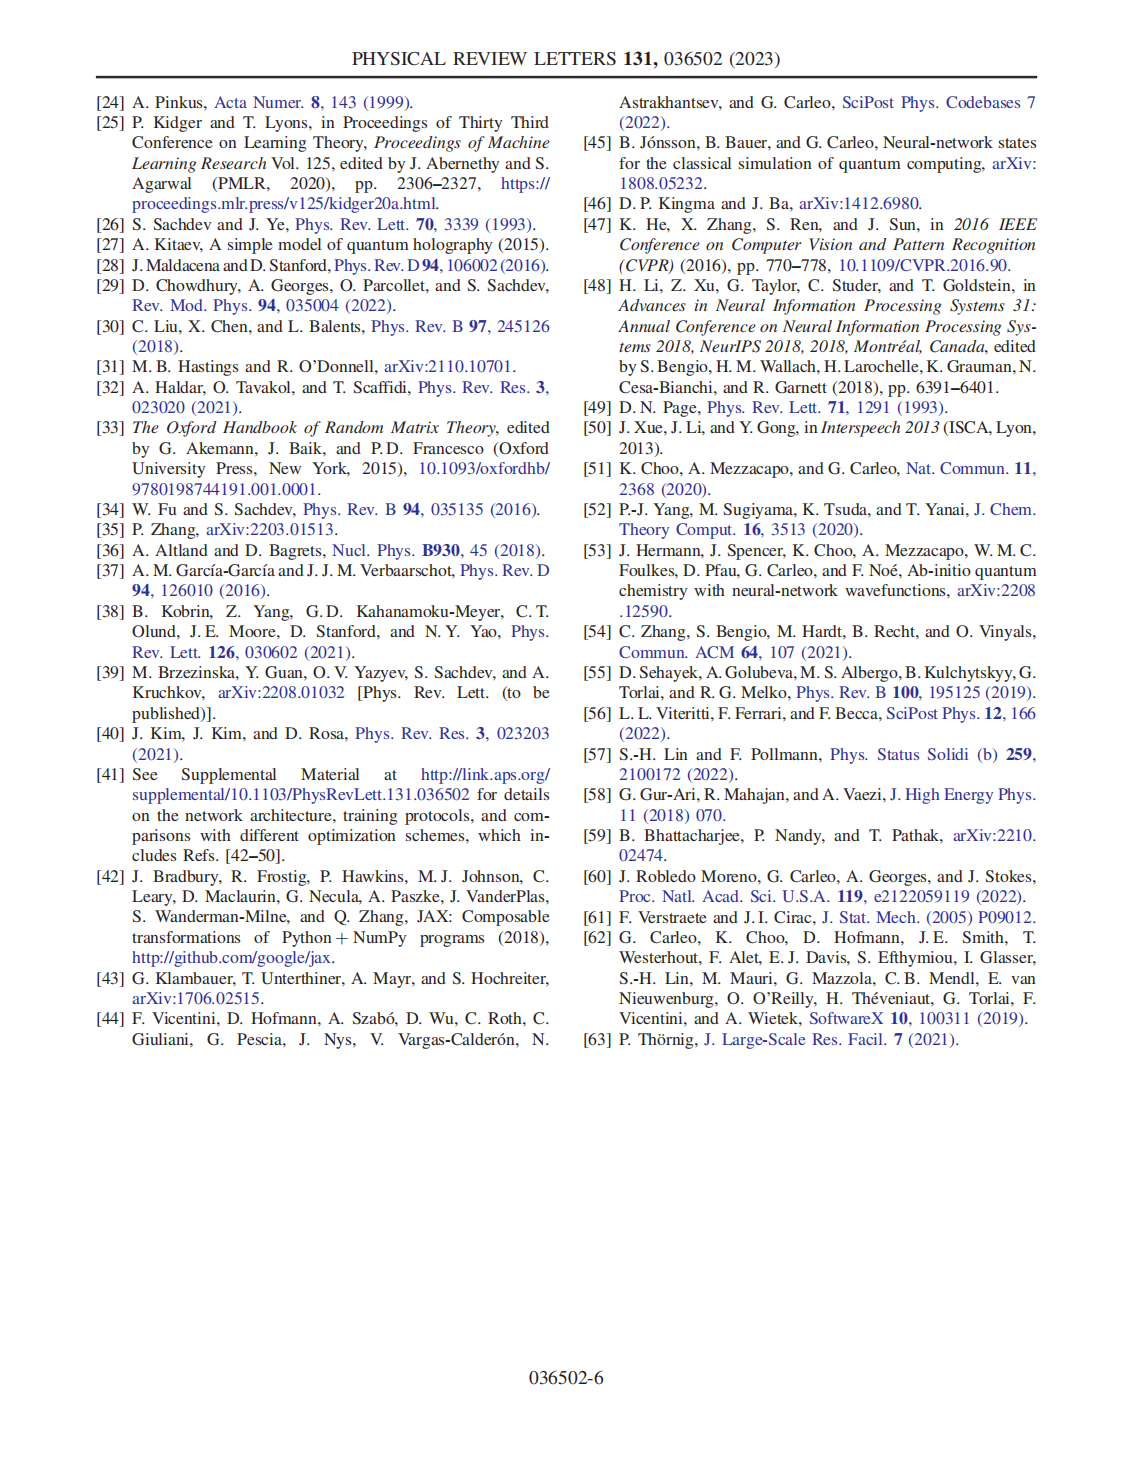 PHYSICAL REVIEW LETTERS 131, 036502 (2023)
[24] A. Pinkus, Acta Numer. 8, 143 (1999).
[25] P. Kidger and T. Lyons, in Proceedings of Thirty Third
Conference on Learning Theory, Proceedings of Machine
Learning Research Vol. 125, edited by J. Abernethy and S.
Agarwal (PMLR, 2020), pp. 2306–2327, https://
proceedings.mlr.press/v125/kidger20a.html.
[26] S. Sachdev and J. Ye, Phys. Rev. Lett. 70, 3339 (1993).
[27] A. Kitaev, A simple model of quantum holography (2015).
[28] J. Maldacena and D. Stanford, Phys. Rev. D 94, 106002 (2016).
[29] D. Chowdhury, A. Georges, O. Parcollet, and S. Sachdev,
Rev. Mod. Phys. 94, 035004 (2022).
[30] C. Liu, X. Chen, and L. Balents, Phys. Rev. B 97, 245126
(2018).
[31] M. B. Hastings and R. O'Donnell, arXiv:2110.10701.
[32] A. Haldar, O. Tavakol, and T. Scaffidi, Phys. Rev. Res. 3,
023020 (2021).
[33] The Oxford Handbook of Random Matrix Theory, edited
by G. Akemann, J. Baik, and P. D. Francesco (Oxford
University Press, New York, 2015), 10.1093/oxfordhb/
9780198744191.001.0001.
[34] W. Fu and S. Sachdev, Phys. Rev. B 94, 035135 (2016).
[35] P. Zhang, arXiv:2203.01513.
[36] A. Altland and D. Bagrets, Nucl. Phys. B930, 45 (2018).
[37] A. M. García-García and J. J. M. Verbaarschot, Phys. Rev. D
94, 126010 (2016).
[38] B. Kobrin, Z. Yang, G. D. Kahanamoku-Meyer, C. T.
Olund, J. E. Moore, D. Stanford, and N. Y. Yao, Phys.
Rev. Lett. 126, 030602 (2021).
[39] M. Brzezinska, Y. Guan, O. V. Yazyev, S. Sachdev, and A.
Kruchkov, arXiv:2208.01032 [Phys. Rev. Lett. (to be
published)].
[40] J. Kim, J. Kim, and D. Rosa, Phys. Rev. Res. 3, 023203
(2021).
[41] See Supplemental Material at http://link.aps.org/
supplemental/10.1103/PhysRevLett.131.036502 for details
on the network architecture, training protocols, and com-
parisons with different optimization schemes, which in-
cludes Refs. [42–50].
[42] J. Bradbury, R. Frostig, P. Hawkins, M. J. Johnson, C.
Leary, D. Maclaurin, G. Necula, A. Paszke, J. VanderPlas,
S. Wanderman-Milne, and Q. Zhang, JAX: Composable
transformations of Python + NumPy programs (2018),
http://github.com/google/jax.
[43] G. Klambauer, T. Unterthiner, A. Mayr, and S. Hochreiter,
arXiv:1706.02515.
[44] F. Vicentini, D. Hofmann, A. Szabó, D. Wu, C. Roth, C.
Giuliani, G. Pescia, J. Nys, V. Vargas-Calderón, N.
Astrakhantsev, and G. Carleo, SciPost Phys. Codebases 7
(2022).
[45] B. Jónsson, B. Bauer, and G. Carleo, Neural-network states
for the classical simulation of quantum computing, arXiv:
1808.05232.
[46] D. P. Kingma and J. Ba, arXiv:1412.6980.
[47] K. He, X. Zhang, S. Ren, and J. Sun, in 2016 IEEE
Conference on Computer Vision and Pattern Recognition
(CVPR) (2016), pp. 770–778, 10.1109/CVPR.2016.90.
[48] H. Li, Z. Xu, G. Taylor, C. Studer, and T. Goldstein, in
Advances in Neural Information Processing Systems 31:
Annual Conference on Neural Information Processing Sys-
tems 2018, NeurIPS 2018, 2018, Montréal, Canada, edited
by S. Bengio, H. M. Wallach, H. Larochelle, K. Grauman, N.
Cesa-Bianchi, and R. Garnett (2018), pp. 6391–6401.
[49] D. N. Page, Phys. Rev. Lett. 71, 1291 (1993).
[50] J. Xue, J. Li, and Y. Gong, in Interspeech 2013 (ISCA, Lyon,
2013).
[51] K. Choo, A. Mezzacapo, and G. Carleo, Nat. Commun. 11,
2368 (2020).
[52] P.-J. Yang, M. Sugiyama, K. Tsuda, and T. Yanai, J. Chem.
Theory Comput. 16, 3513 (2020).
[53] J. Hermann, J. Spencer, K. Choo, A. Mezzacapo, W. M. C.
Foulkes, D. Pfau, G. Carleo, and F. Noé, Ab-initio quantum
chemistry with neural-network wavefunctions, arXiv:2208
.12590.
[54] C. Zhang, S. Bengio, M. Hardt, B. Recht, and O. Vinyals,
Commun. ACM 64, 107 (2021).
[55] D. Sehayek, A. Golubeva, M. S. Albergo, B. Kulchytskyy, G.
Torlai, and R. G. Melko, Phys. Rev. B 100, 195125 (2019).
[56] L. L. Viteritti, F. Ferrari, and F. Becca, SciPost Phys. 12, 166
(2022).
[57] S.-H. Lin and F. Pollmann, Phys. Status Solidi (b) 259,
2100172 (2022).
[58] G. Gur-Ari, R. Mahajan, and A. Vaezi, J. High Energy Phys.
11 (2018) 070.
[59] B. Bhattacharjee, P. Nandy, and T. Pathak, arXiv:2210.
02474.
[60] J. Robledo Moreno, G. Carleo, A. Georges, and J. Stokes,
Proc. Natl. Acad. Sci. U.S.A. 119, e2122059119 (2022).
[61] F. Verstraete and J. I. Cirac, J. Stat. Mech. (2005) P09012.
[62] G. Carleo, K. Choo, D. Hofmann, J. E. Smith, T.
Westerhout, F. Alet, E. J. Davis, S. Efthymiou, I. Glasser,
S.-H. Lin, M. Mauri, G. Mazzola, C. B. Mendl, E. van
Nieuwenburg, O. O'Reilly, H. Théveniaut, G. Torlai, F.
Vicentini, and A. Wietek, SoftwareX 10, 100311 (2019).
[63] P. Thörnig, J. Large-Scale Res. Facil. 7 (2021).
036502-6